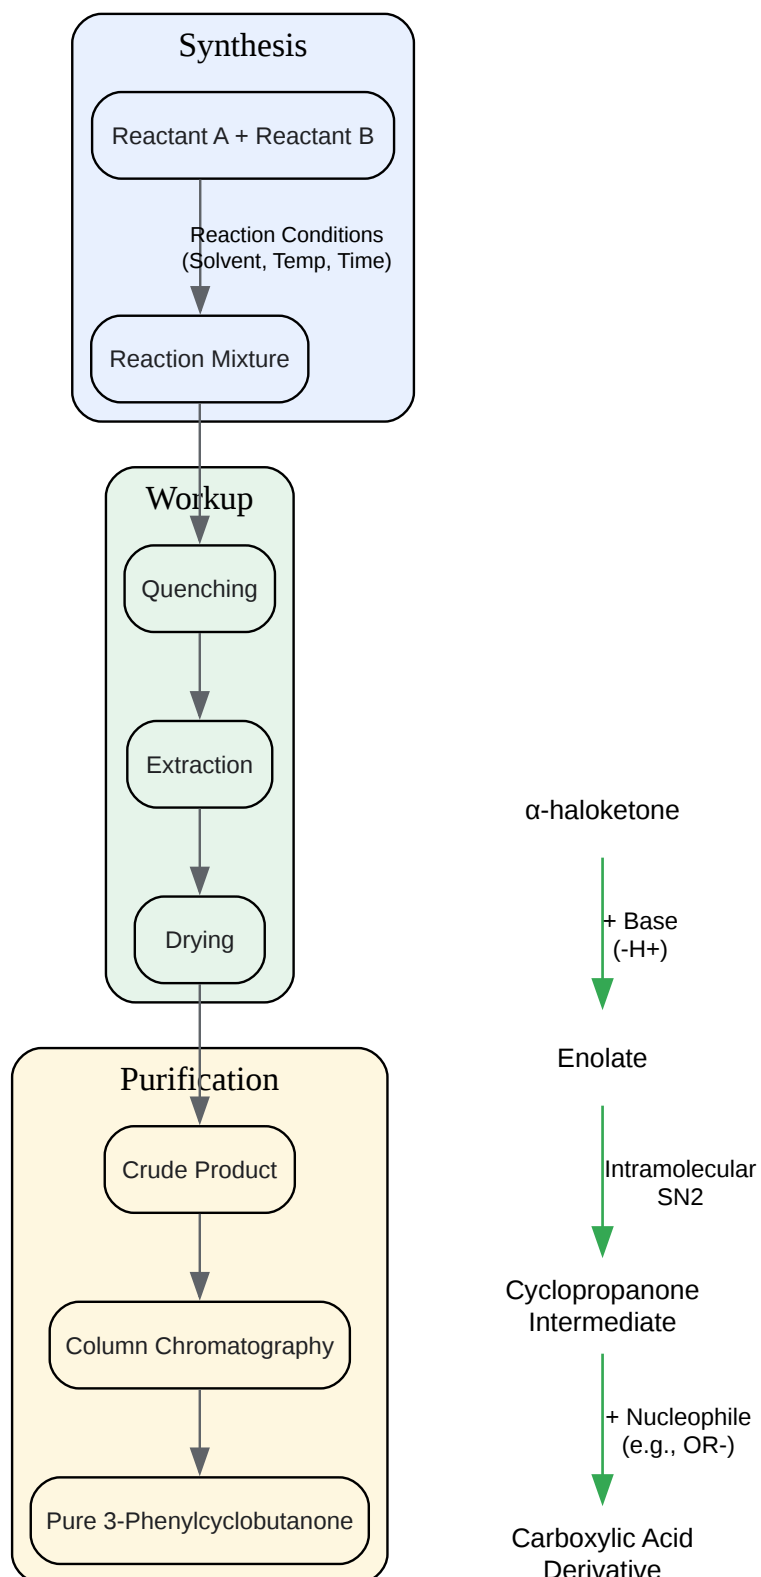 Synthesis
Reactant A + Reactant B
Reaction Conditions
(Solvent, Temp, Time)
Reaction Mixture
Workup
Quenching
Extraction
Drying
Purification
Crude Product
Column Chromatography
Pure 3-Phenylcyclobutanone
α-haloketone
+ Base
(-H+)
Enolate
Intramolecular
SN2
Cyclopropanone
Intermediate
+ Nucleophile
(e.g., OR-)
Carboxylic Acid
Derivative